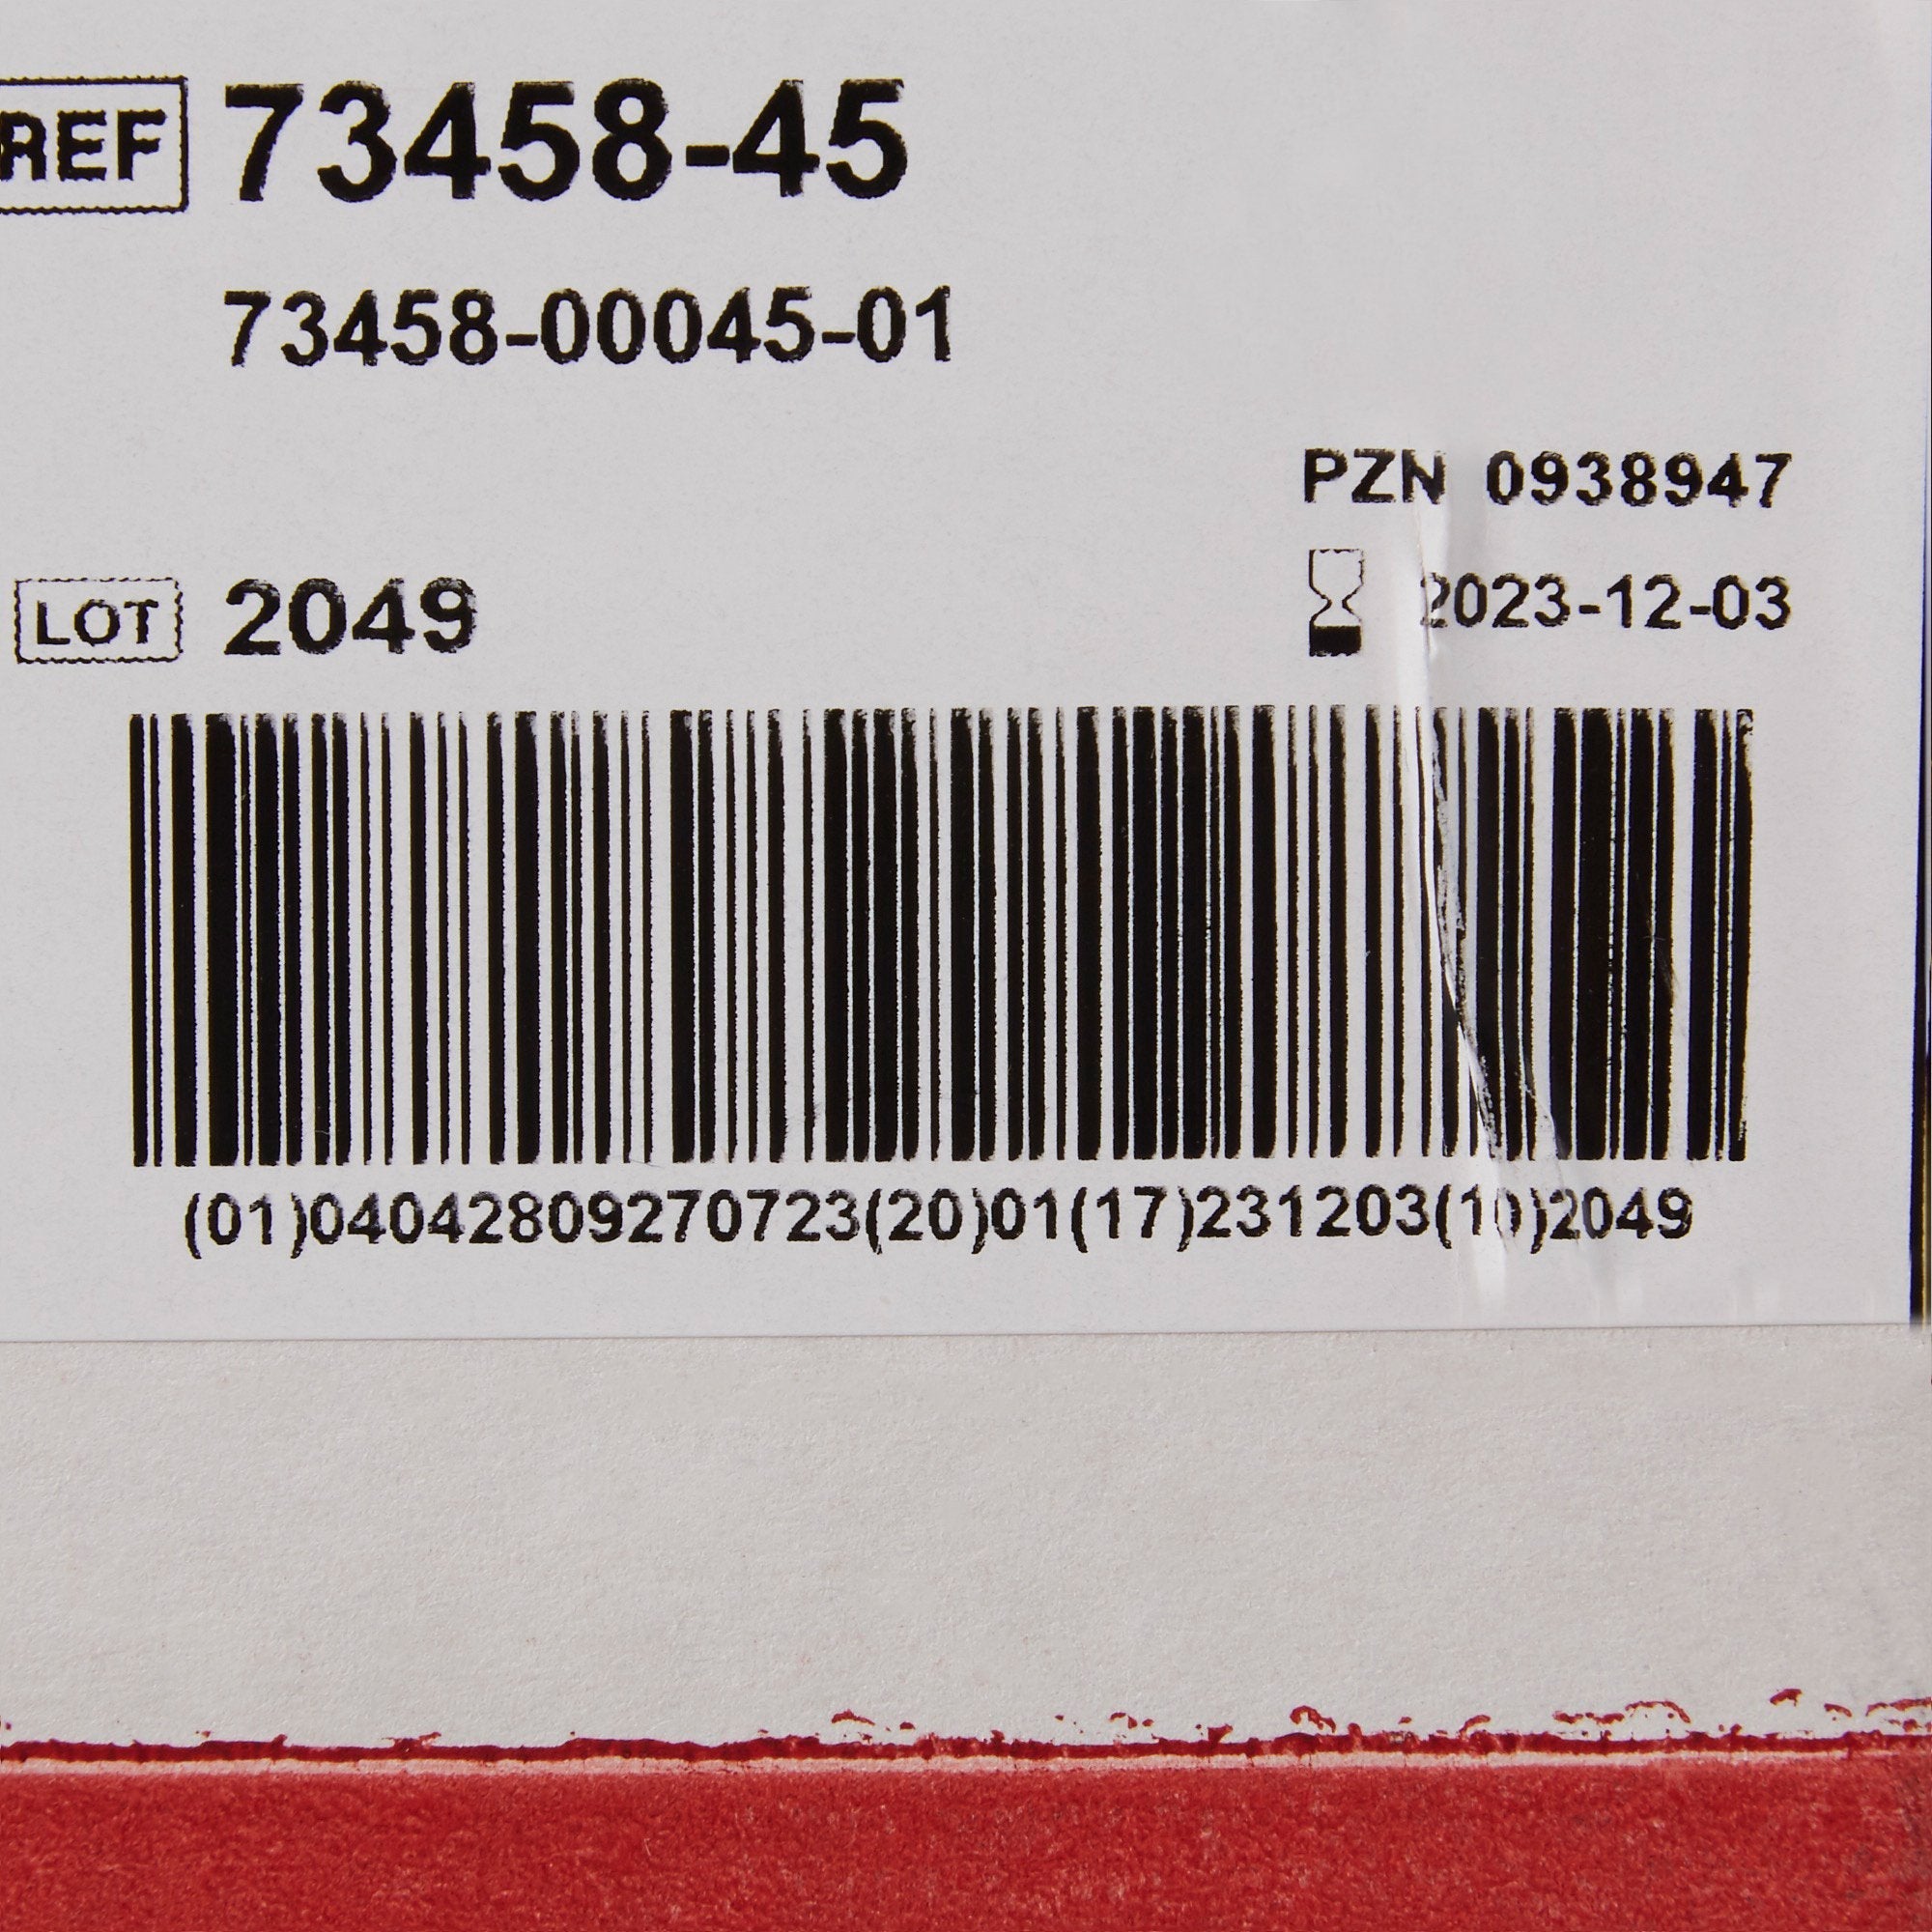 REF 73458-45
73458-00045-01
PZN 0938947
LOT 2049 2023-12-03
(01)04042809270723(20)01(17)231203(10)2049